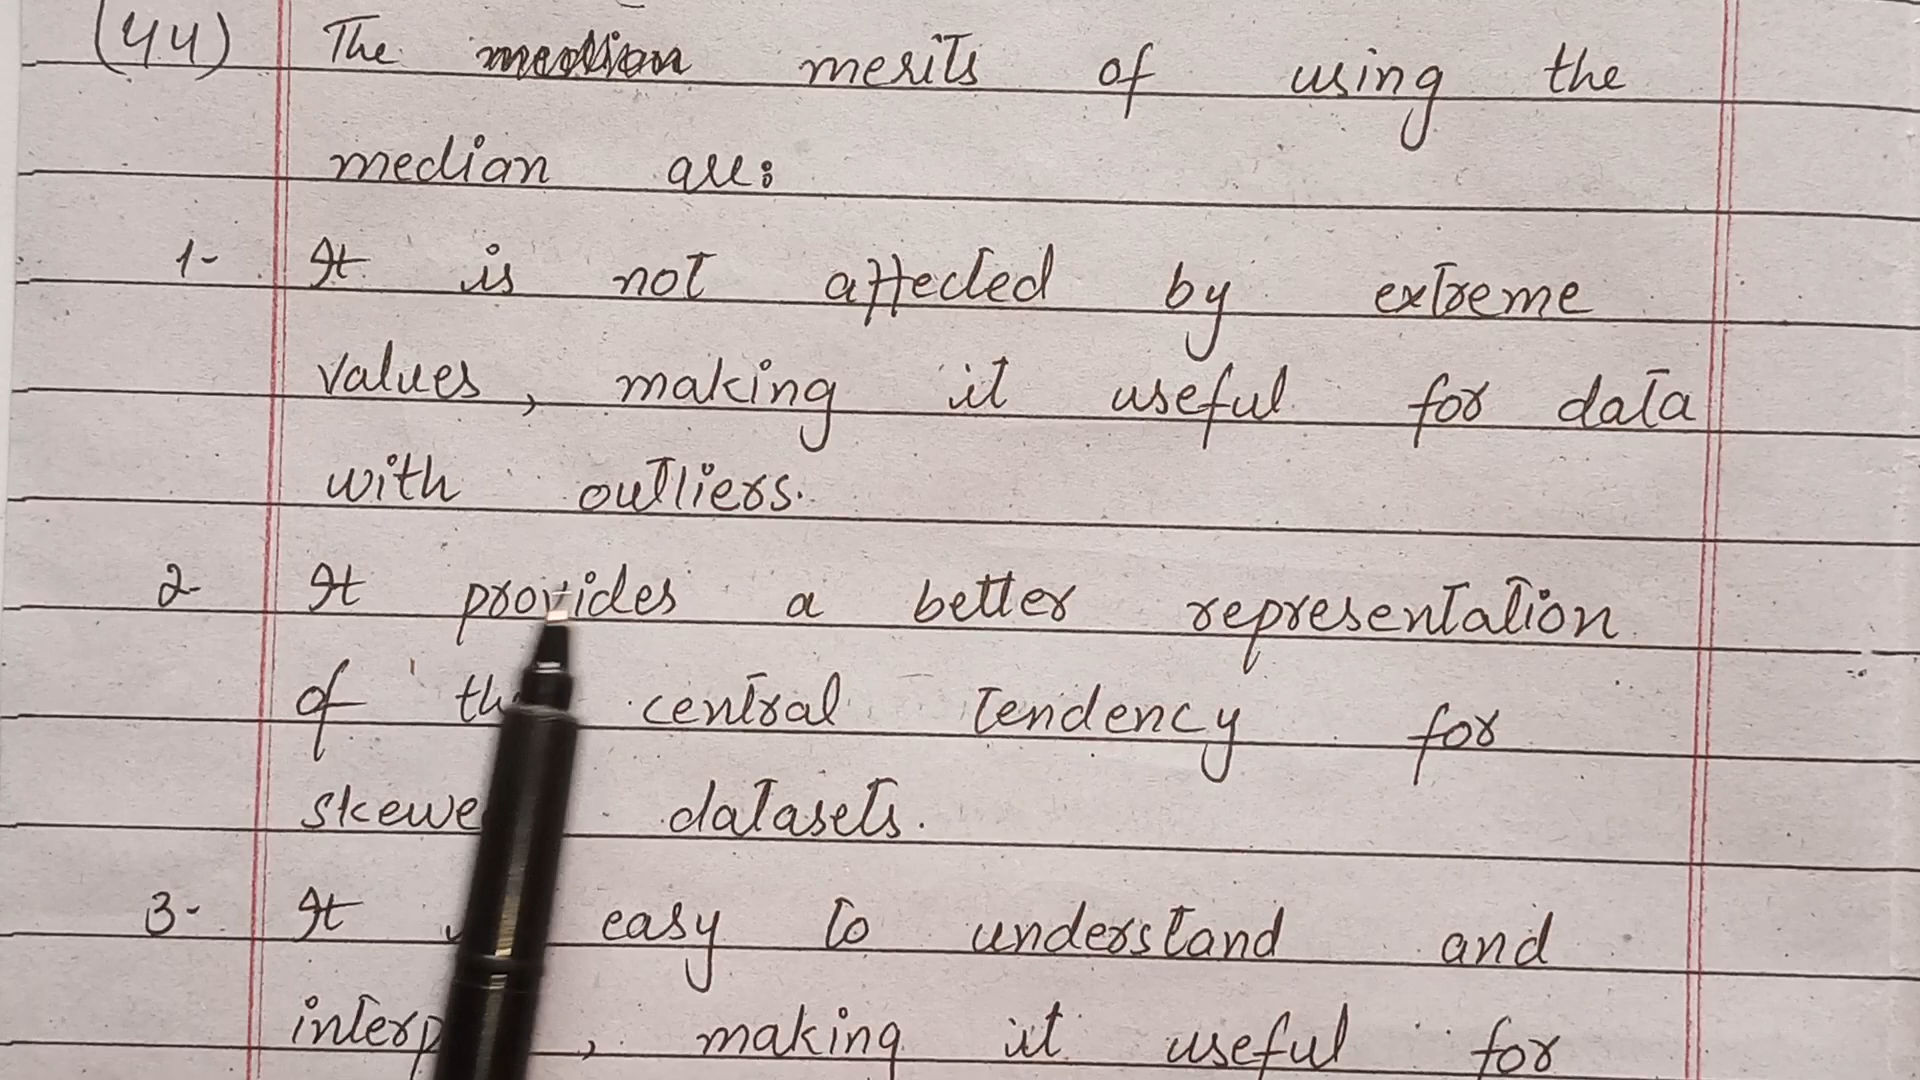 (44) The median merits of using the
median are:
1- It is not affected by extreme
values, making it useful for data
with outliers.
2- It provides a better representation
of the central tendency for
datasets.
3- It easy to understand and
making it useful for